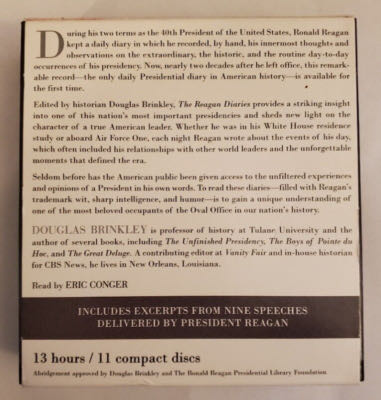 During his two terms as the 40th President of the United States, Ronald Reagan
kept a daily diary in which he recorded, by hand, his innermost thoughts and
observations on the extraordinary, the historic, and the routine day-to-day
occurrences of his presidency. Now, nearly two decades after he left office, this remark-
able record—the only daily Presidential diary in American history—is available for
the first time.
Edited by historian Douglas Brinkley, The Reagan Diaries provides a striking insight
into one of this nation's most important presidencies and sheds new light on the
character of a true American leader. Whether he was in his White House residence
study or aboard Air Force One, each night Reagan wrote about the events of his day,
which often included his relationships with other world leaders and the unforgettable
moments that defined the era.
Seldom before has the American public been given access to the unfiltered experiences
and opinions of a President in his own words. To read these diaries—filled with Reagan's
trademark wit, sharp intelligence, and humor—is to gain a unique understanding of
one of the most beloved occupants of the Oval Office in our nation's history.
DOUGLAS BRINKLEY is professor of history at Tulane University and the
author of several books, including The Unfinished Presidency, The Boys of Pointe du
Hoc, and The Great Deluge. A contributing editor at Vanity Fair and in-house historian
for CBS News, he lives in New Orleans, Louisiana.
Read by ERIC CONGER
INCLUDES EXCERPTS FROM NINE SPEECHES
DELIVERED BY PRESIDENT REAGAN
13 hours / 11 compact discs
Abridgement approved by Douglas Brinkley and The Ronald Reagan Presidential Library Foundation